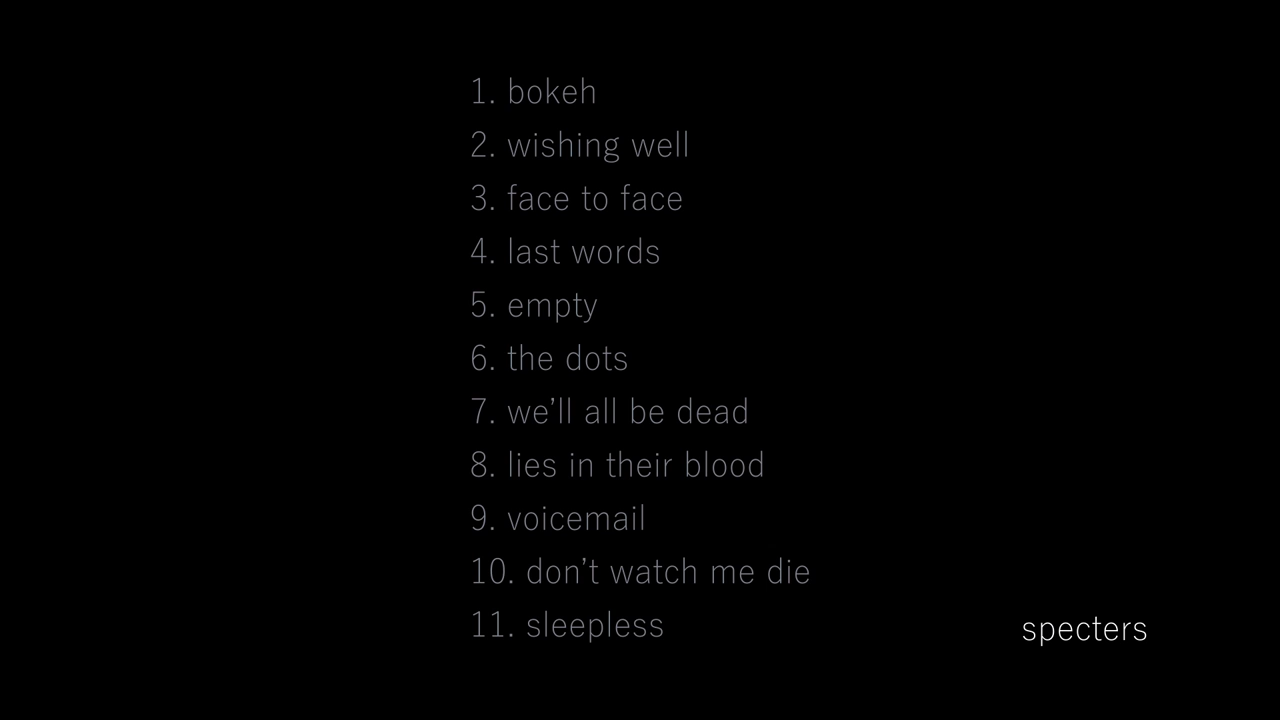 1. bokeh
2. wishing well
3. face to face
4. last words
5. empty
6. the dots
7. we’ll all be dead
8. lies in their blood
9. voicemail
10. don’t watch me die
11. sleepless
specters